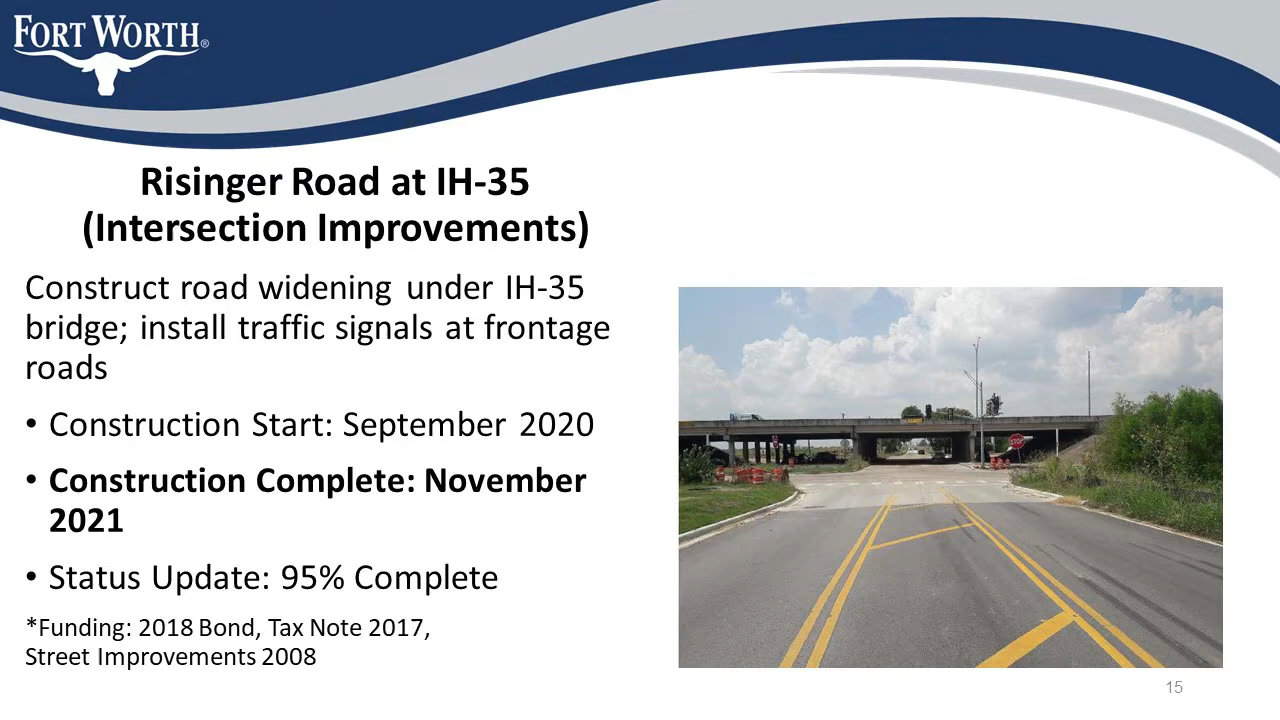 FORT WORTH®
Risinger Road at IH-35
(Intersection Improvements)
Construct road widening under IH-35
bridge; install traffic signals at frontage
roads
• Construction Start: September 2020
• Construction Complete: November
2021
• Status Update: 95% Complete
*Funding: 2018 Bond, Tax Note 2017,
Street Improvements 2008
STOP
15